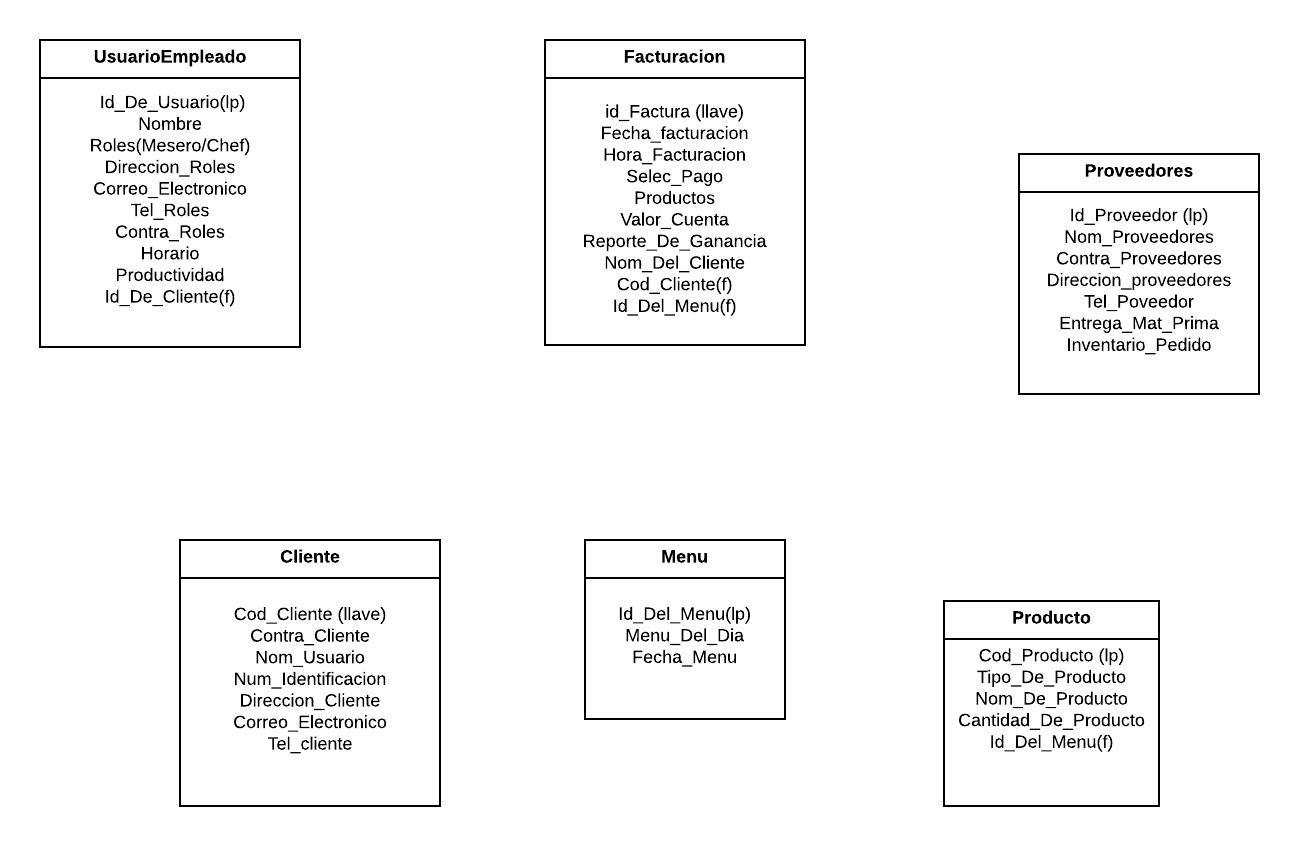 UsuarioEmpleado
Id_De_Usuario(lp)
Nombre
Roles(Mesero/Chef)
Direccion_Roles
Correo_Electronico
Tel_Roles
Contra_Roles
Horario
Productividad
Id_De_Cliente(f)
Facturacion
id_Factura (llave)
Fecha_facturacion
Hora_Facturacion
Selec_Pago
Productos
Valor_Cuenta
Reporte_De_Ganancia
Nom_Del_Cliente
Cod_Cliente(f)
Id_Del_Menu(f)
Proveedores
Id_Proveedor (lp)
Nom_Proveedores
Contra_Proveedores
Direccion_proveedores
Tel_Poveedor
Entrega_Mat_Prima
Inventario_Pedido
Cliente
Cod_Cliente (llave)
Contra_Cliente
Nom_Usuario
Num_Identificacion
Direccion_Cliente
Correo_Electronico
Tel_cliente
Menu
Id_Del_Menu(lp)
Menu_Del_Dia
Fecha_Menu
Producto
Cod_Producto (lp)
Tipo_De_Producto
Nom_De_Producto
Cantidad_De_Producto
Id_Del_Menu(f)